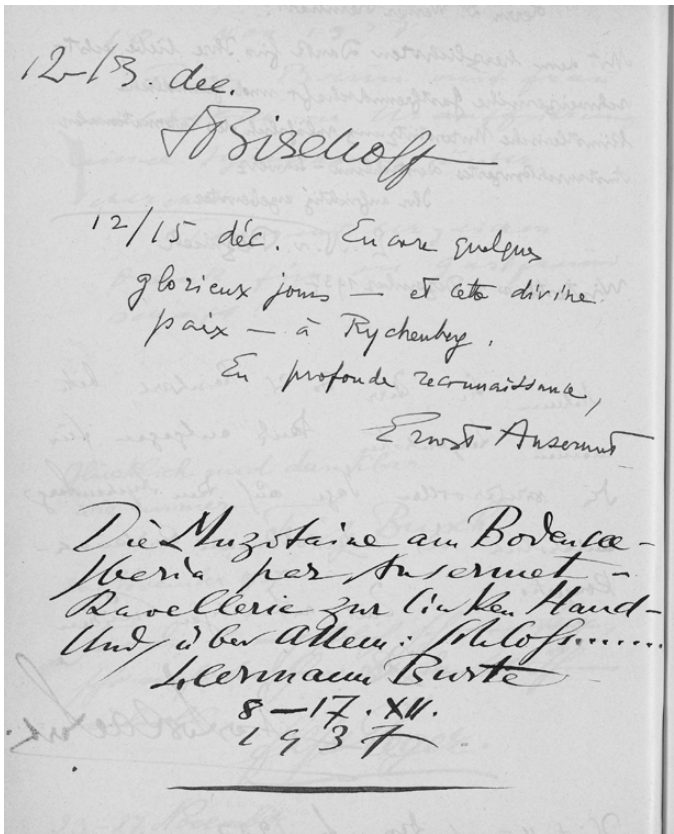 12-13. dec.
Bischoff
12/15 déc. Encore quelques
glorieux jours — et cette divine
paix — à Rychenberg.
En profonde reconnaissance,
Ernest Ansermet
Die Muzotaine am Bodensee -
Iberia par Ansermet -
Ravellerie zur linken Hand -
Und über Allem: Schloss......
Hermann Burte
8-17. XII.
1937